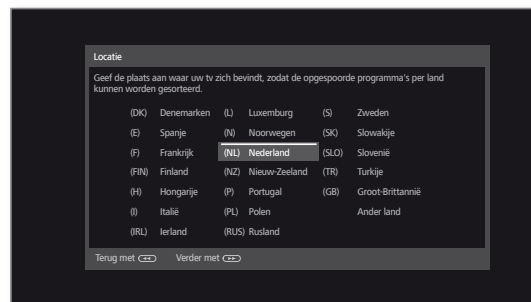 Locatie
Geef de plaats aan waar uw tv zich bevindt, zodat de opgespoorde programma's per land
kunnen worden gesorteerd.
(DK) Denemarken (L) Luxemburg (S) Zweden
(E) Spanje (N) Noorwegen (SK) Slowakije
(F) Frankrijk (NL) Nederland (SLO) Slovenië
(FIN) Finland (NZ) Nieuw-Zeeland (TR) Turkije
(H) Hongarije (P) Portugal (GB) Groot-Brittannië
(I) Italië (PL) Polen Ander land
(IRL) Ierland (RUS) Rusland
Terug met Verder met